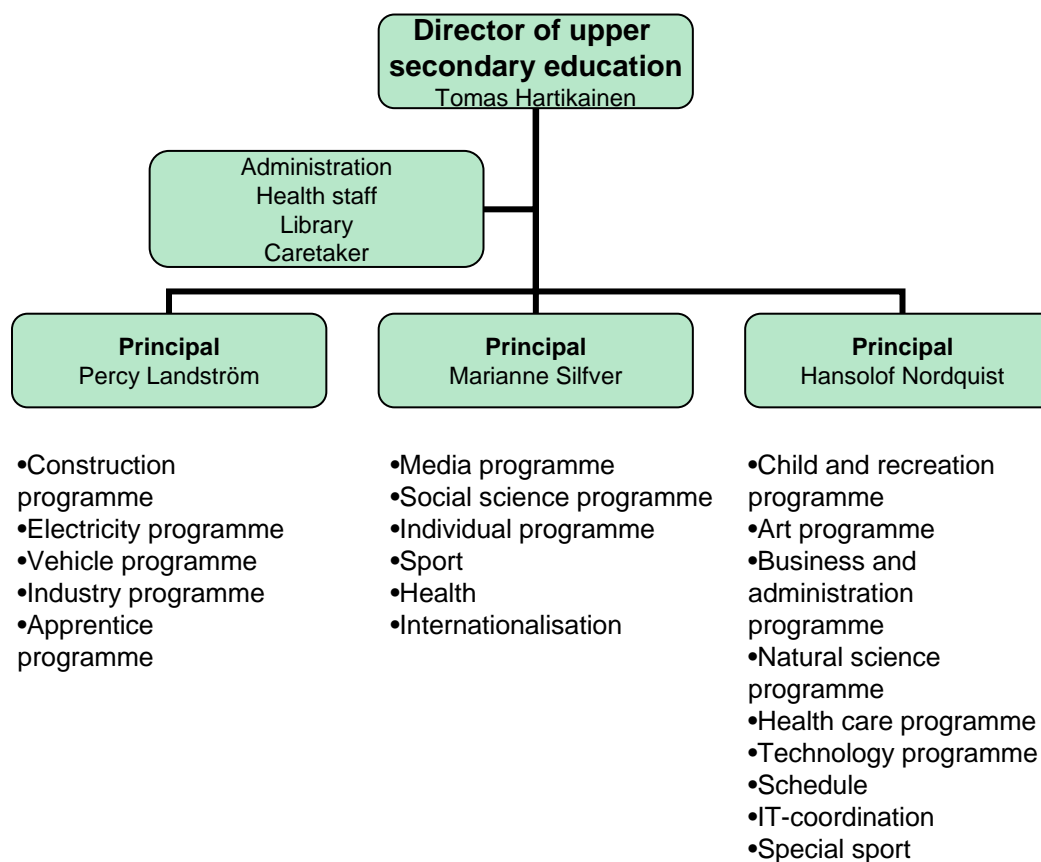 Director of upper
secondary education
Tomas Hartikainen
Administration
Health staff
Library
Caretaker
Principal
Percy Landström
Principal
Marianne Silfver
Principal
Hansolof Nordquist
•Construction
programme
•Electricity programme
•Vehicle programme
•Industry programme
•Apprentice
programme
•Media programme
•Social science programme
•Individual programme
•Sport
•Health
•Internationalisation
•Child and recreation
programme
•Art programme
•Business and
administration
programme
•Natural science
programme
•Health care programme
•Technology programme
•Schedule
•IT-coordination
•Special sport